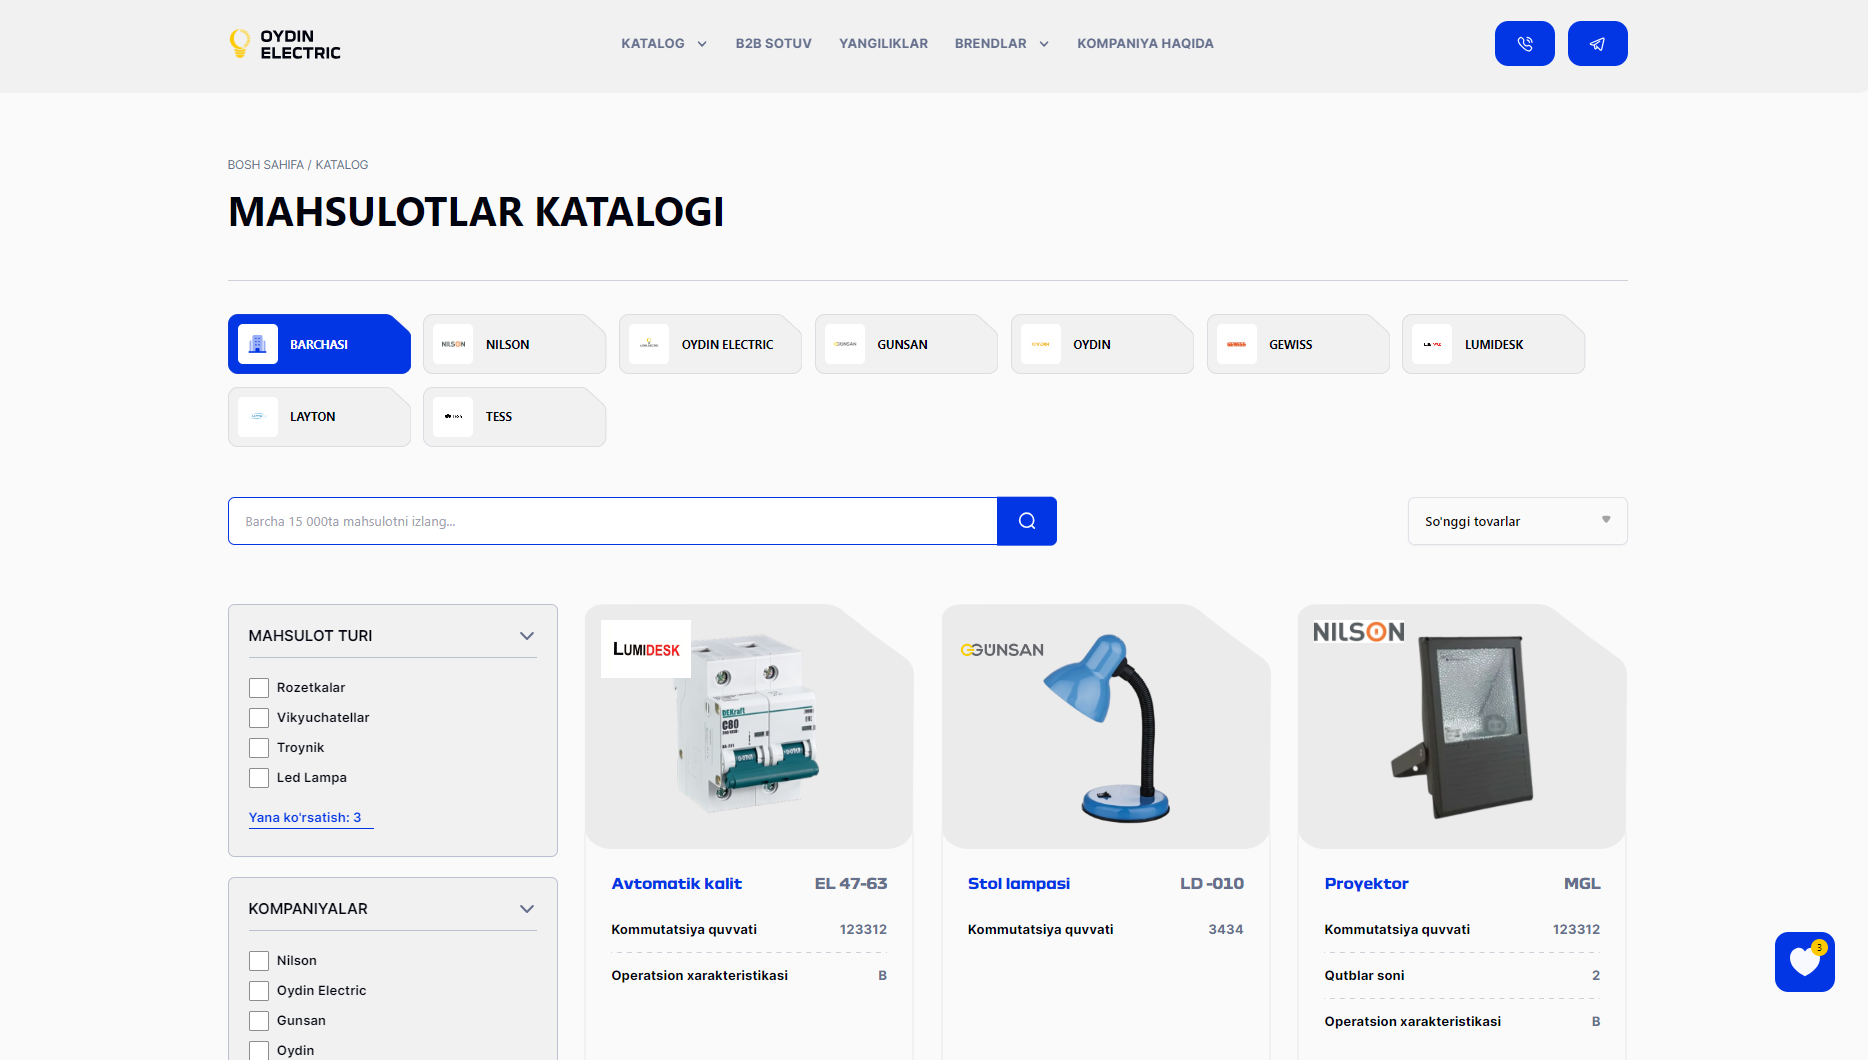 OYDIN
ELECTRIC
KATALOG
B2B SOTUV
YANGILIKLAR
BRENDLAR
KOMPANIYA HAQIDA
BOSH SAHIFA / KATALOG
MAHSULOTLAR KATALOGI
BARCHASI
NILSON NILSON
OYDIN ELECTRIC
GUNSAN GUNSAN
OYDIN OYDIN
GEWISS GEWISS
LUMIDESK
LAYTON
TESS
Barcha 15 000ta mahsulotni izlang...
So'nggi tovarlar
MAHSULOT TURI
Rozetkalar
Vikyuchatellar
Troynik
Led Lampa
Yana ko'rsatish: 3
KOMPANIYALAR
Nilson
Oydin Electric
Gunsan
Oydin
LUMIDESK
DEKraft
C80
Avtomatik kalit EL 47-63
Kommutatsiya quvvati 123312
Operatsion xarakteristikasi B
GÜNSAN
Stol lampasi LD -010
Kommutatsiya quvvati 3434
NILSON
Proyektor MGL
Kommutatsiya quvvati 123312
Qutblar soni 2
Operatsion xarakteristikasi B
3